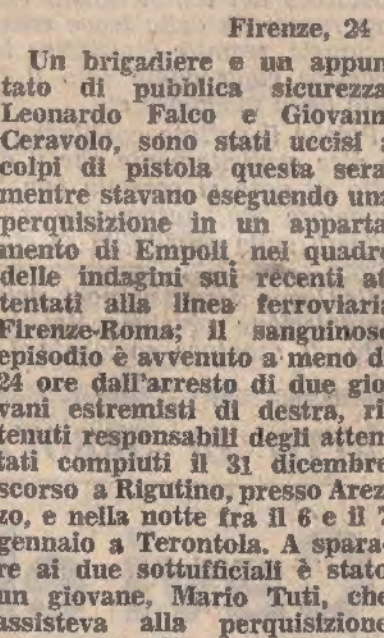 Firenze, 24
Un brigadiere e un appun
tato di pubblica sicurezza
Leonardo Falco e Giovann
Ceravolo, sono stati uccisi a
colpi di pistola questa sera
mentre stavano eseguendo una
perquisizione in un apparta
mento di Empoli, nel quadro
delle indagini sui recenti at
tentati alla linea ferroviaria
Firenze-Roma; il sanguinoso
episodio è avvenuto a meno d
24 ore dall'arresto di due gio
vani estremisti di destra, ri
tenuti responsabili degli atten
tati compiuti il 31 dicembre
scorso a Rigutino, presso Arez
zo, e nella notte fra il 6 e il 7
gennaio a Terontola. A spara-
re ai due sottufficiali è stato
un giovane, Mario Tuti, che
assisteva alla perquisizione